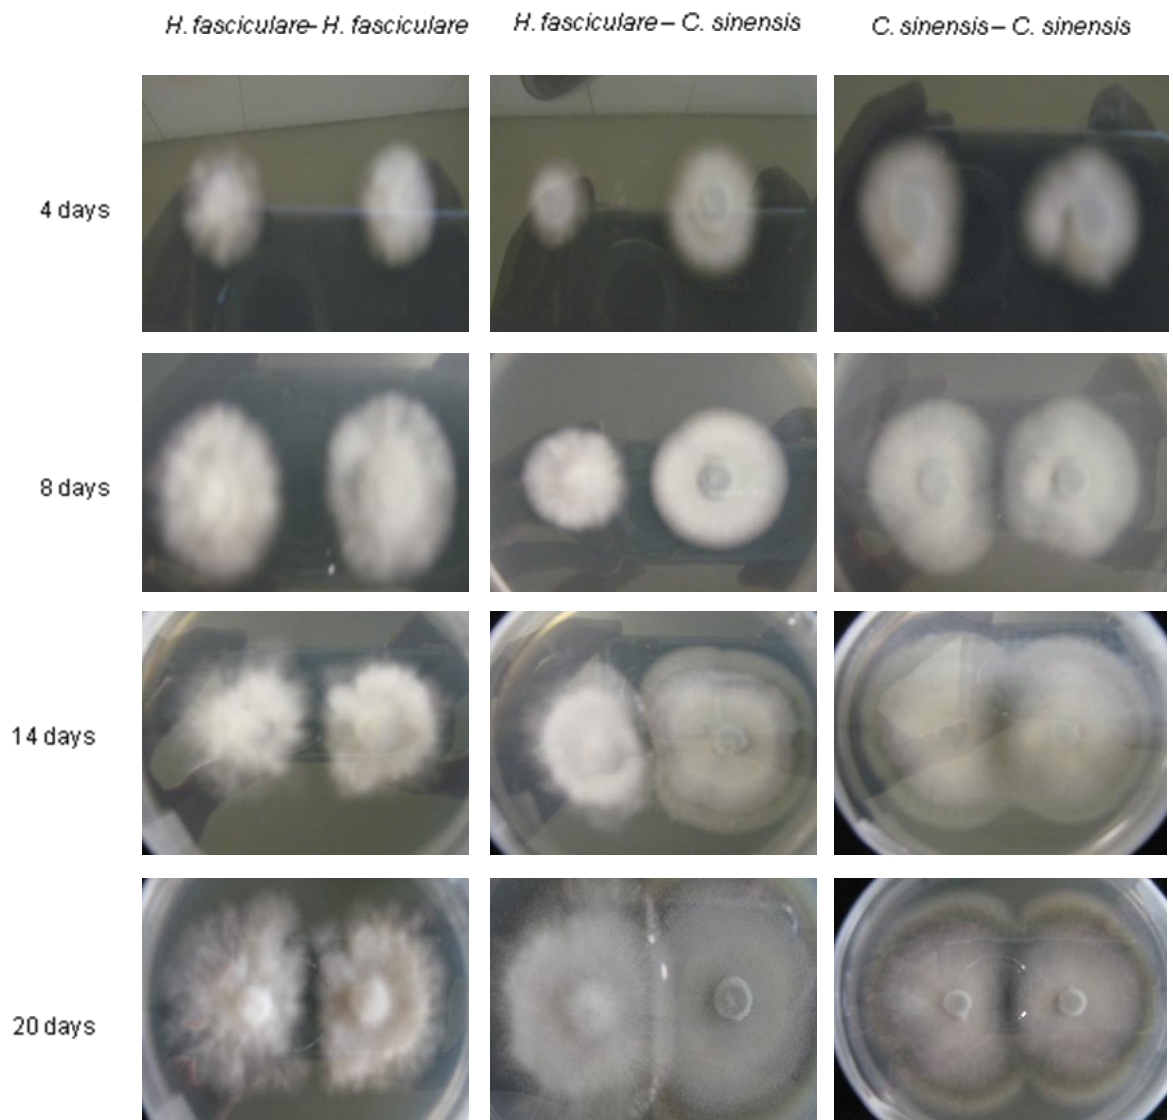 H. fasciculare– H. fasciculare
H. fasciculare – C. sinensis
C. sinensis – C. sinensis
4 days
8 days
14 days
20 days